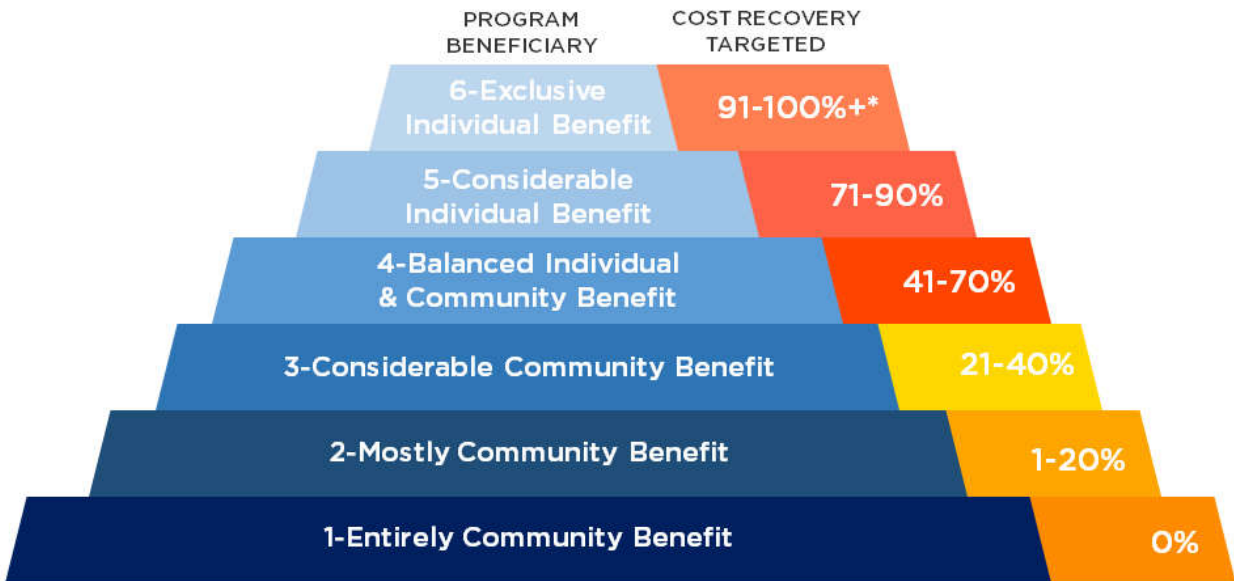 PROGRAM
BENEFICIARY
COST RECOVERY
TARGETED
6-Exclusive
Individual Benefit
91-100%+*
5-Considerable
Individual Benefit
71-90%
4-Balanced Individual
& Community Benefit
41-70%
3-Considerable Community Benefit
21-40%
2-Mostly Community Benefit
1-20%
1-Entirely Community Benefit
0%